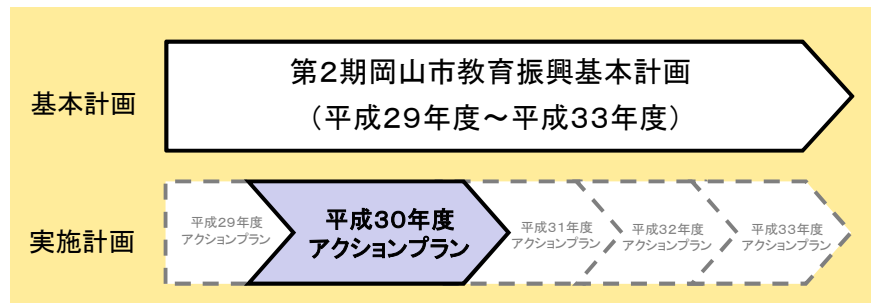 基本計画
第2期岡山市教育振興基本計画
（平成29年度～平成33年度）
実施計画
平成29年度
アクションプラン
平成30年度
アクションプラン
平成31年度
アクションプラン
平成32年度
アクションプラン
平成33年度
アクションプラン